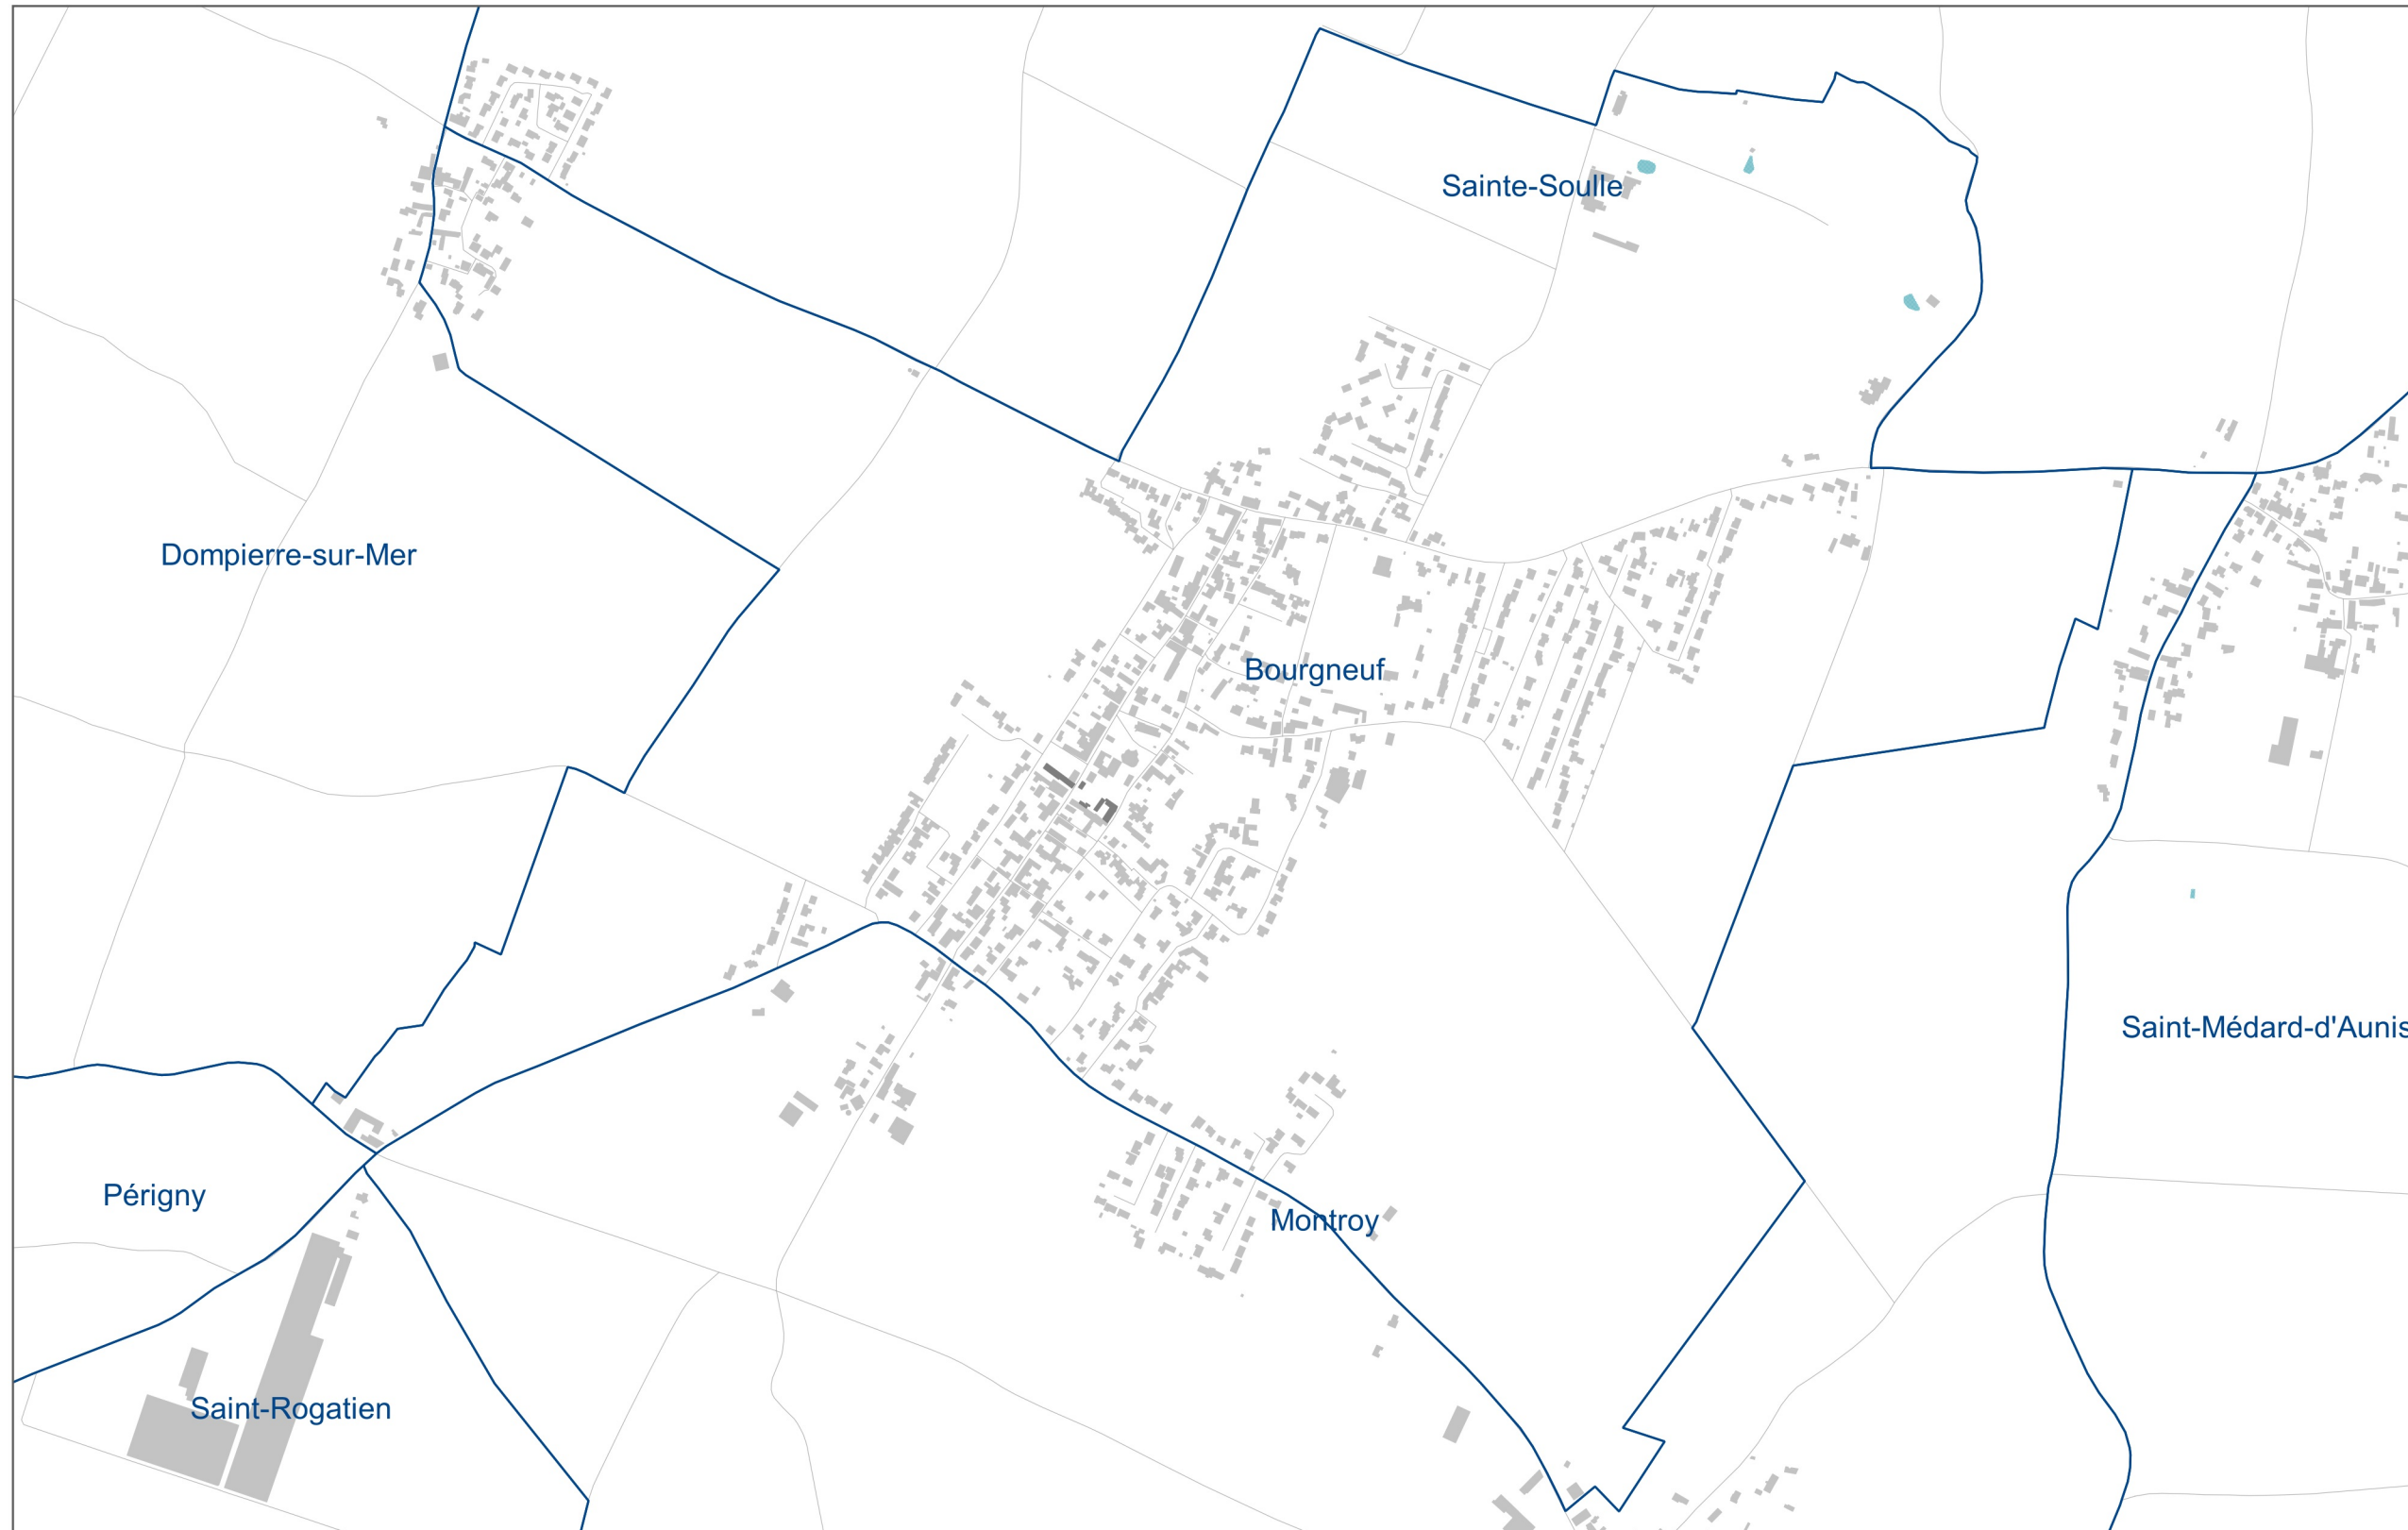 Sainte-Soulle
Dompierre-sur-Mer
Bourgneuf
Saint-Médard-d'Aunis
Périgny
Montroy
Saint-Rogatien